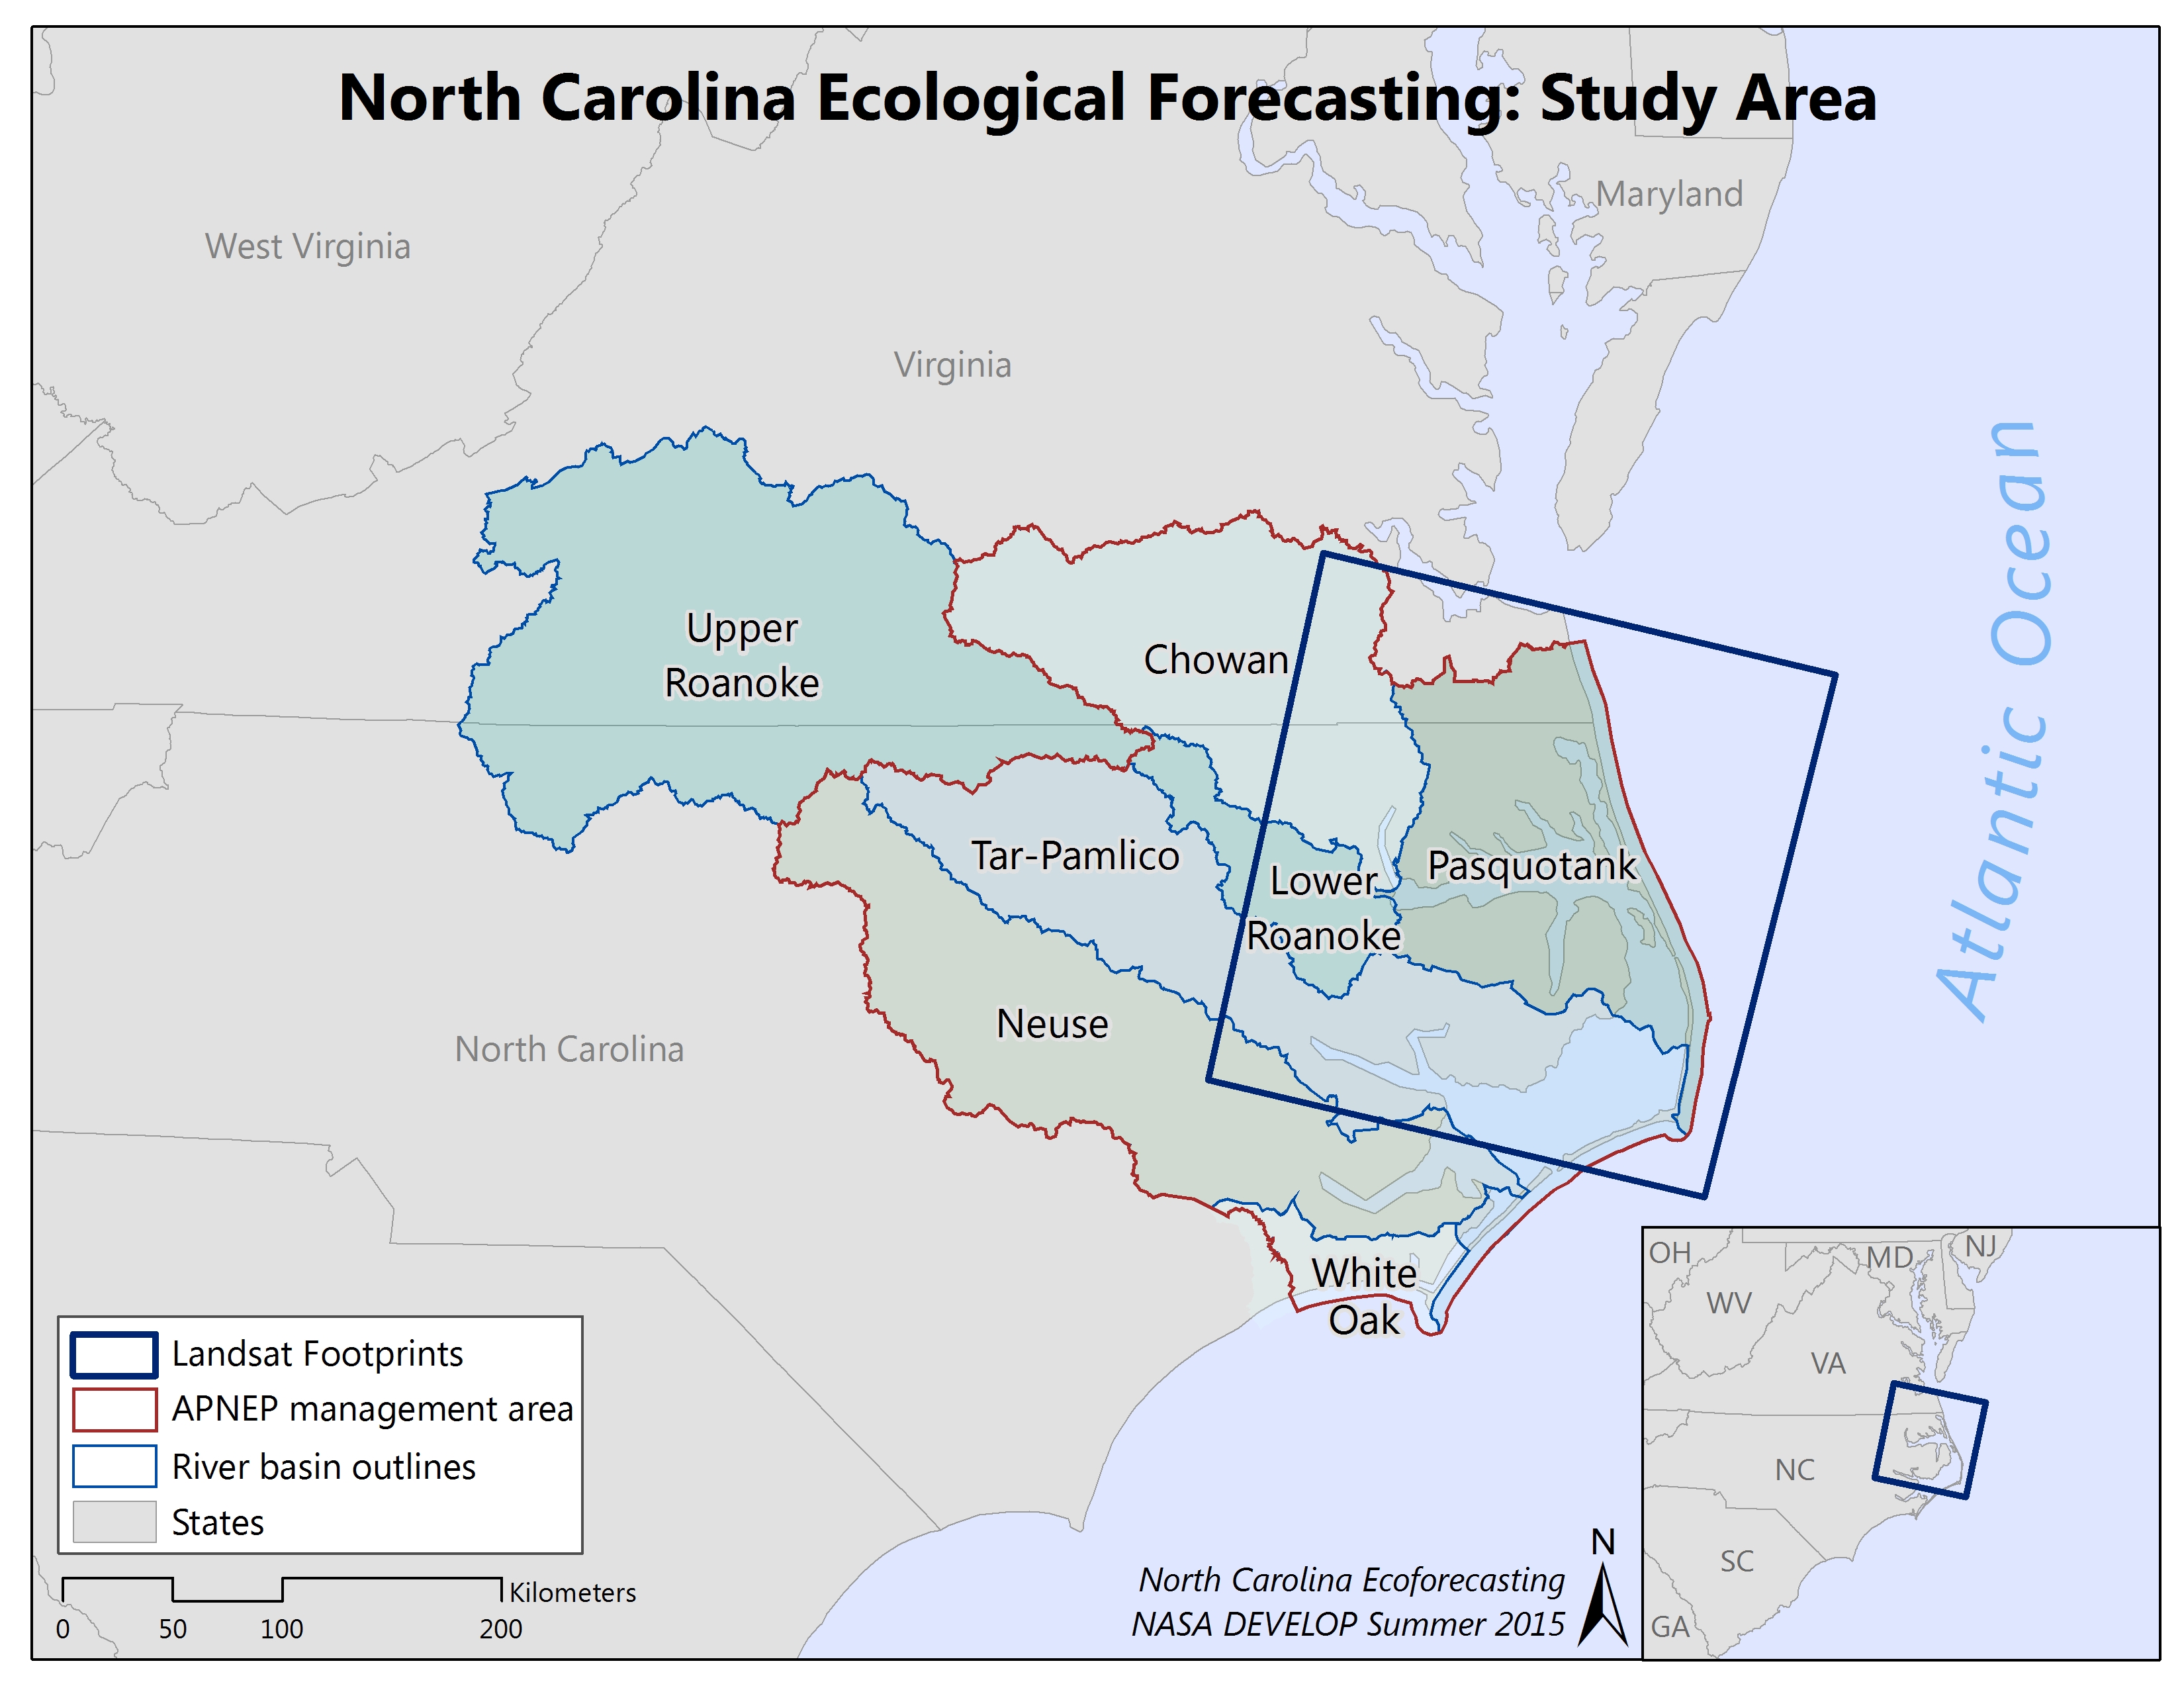 North Carolina Ecological Forecasting: Study Area
Maryland
West Virginia
Virginia
Atlantic Ocean
Upper
Roanoke
Chowan
Tar-Pamlico
Lower
Roanoke
Pasquotank
Neuse
North Carolina
White
Oak
Landsat Footprints
APNEP management area
River basin outlines
States
Kilometers
0 50 100 200
North Carolina Ecoforecasting
NASA DEVELOP Summer 2015
N
OH
MD
NJ
WV
VA
NC
SC
GA